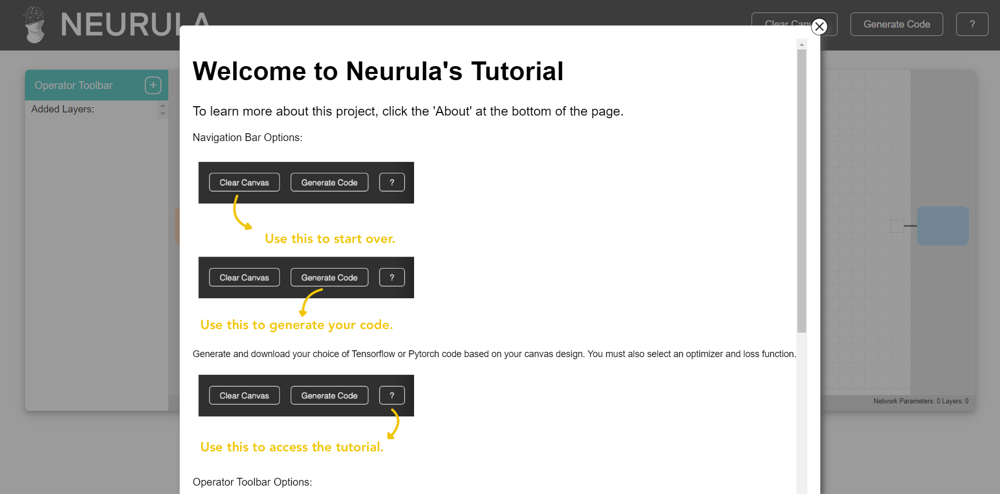 NEURULA
Clear Canv
Generate Code
?
Operator Toolbar
+
Added Layers:
Welcome to Neurula's Tutorial
To learn more about this project, click the 'About' at the bottom of the page.
Navigation Bar Options:
Clear Canvas Generate Code ?
Use this to start over.
Clear Canvas Generate Code ?
Use this to generate your code.
Generate and download your choice of Tensorflow or Pytorch code based on your canvas design. You must also select an optimizer and loss function.
Clear Canvas Generate Code ?
Use this to access the tutorial.
Operator Toolbar Options:
Network Parameters: 0 Layers: 0